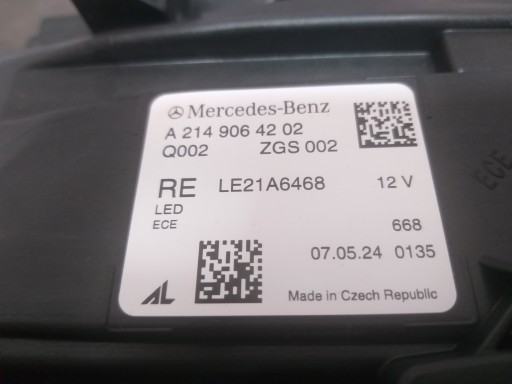 Mercedes-Benz
A 214 906 42 02
Q002 ZGS 002
RE LE21A6468 12 V
LED
ECE
668
07.05.24 0135
AL Made in Czech Republic
ECE